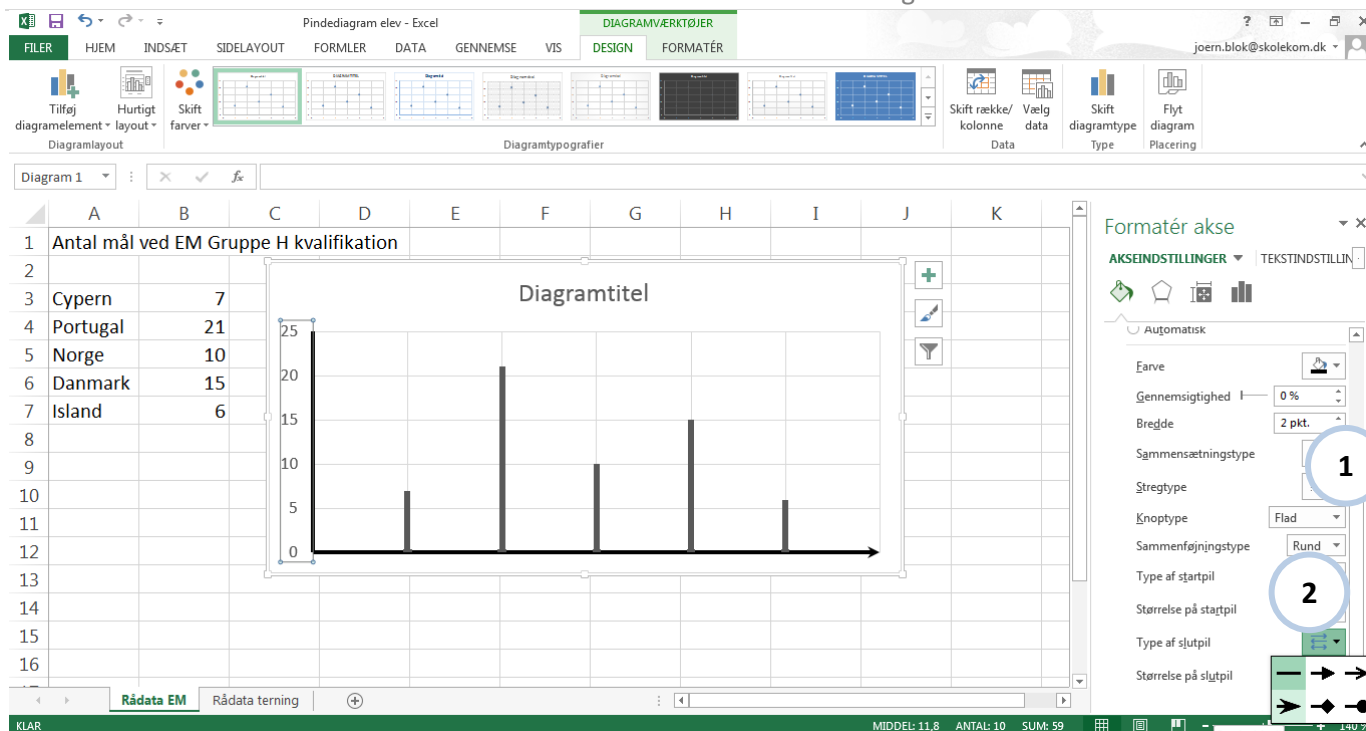 Pindediagram elev - Excel
DIAGRAMVÆRKTØJER
?
FILER HJEM INDSÆT SIDELAYOUT FORMLER DATA GENNEMSE VIS DESIGN FORMATÉR
joern.blok@skolekom.dk
Tilføj diagramelement
Hurtigt layout
Skift farver
Skift række/ kolonne
Vælg data
Skift diagramtype
Flyt diagram
Diagramlayout
Diagramtypografier
Data
Type
Placering
Diagram 1
fx
A B C D E F G H I J K
1 Antal mål ved EM Gruppe H kvalifikation
2
3 Cypern 7
4 Portugal 21
5 Norge 10
6 Danmark 15
7 Island 6
8
9
10
11
12
13
14
15
16
Diagramtitel
25
20
15
10
5
0
Formatér akse
AKSEINDSTILLINGER TEKSTINDSTILLIN
Automatisk
Farve
Gennemsigtighed 0 %
Bredde 2 pkt.
Sammensætningstype
1
Stregtype
Knoptype Flad
Sammenføjningstype Rund
Type af startpil
2
Størrelse på startpil
Type af slutpil
Størrelse på slutpil
Rådata EM Rådata terning
KLAR
MIDDEL: 11,8 ANTAL: 10 SUM: 59
140 %